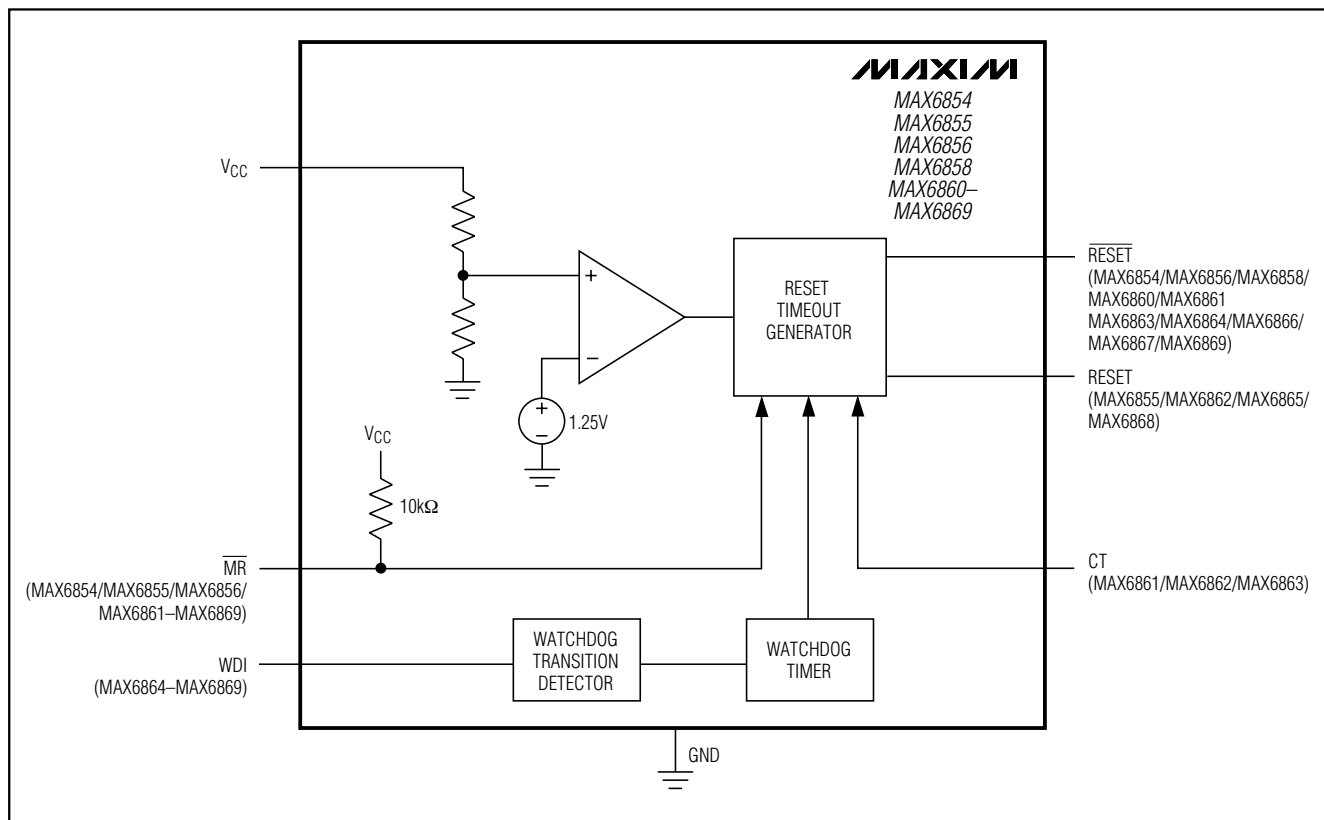 MAXIM
MAX6854
MAX6855
MAX6856
MAX6858
MAX6860–
MAX6869
VCC
+
−
+
−
1.25V
RESET
TIMEOUT
GENERATOR
RESET
(MAX6854/MAX6856/MAX6858/
MAX6860/MAX6861
MAX6863/MAX6864/MAX6866/
MAX6867/MAX6869)
RESET
(MAX6855/MAX6862/MAX6865/
MAX6868)
VCC
10kΩ
MR
(MAX6854/MAX6855/MAX6856/
MAX6861–MAX6869)
CT
(MAX6861/MAX6862/MAX6863)
WDI
(MAX6864–MAX6869)
WATCHDOG
TRANSITION
DETECTOR
WATCHDOG
TIMER
GND